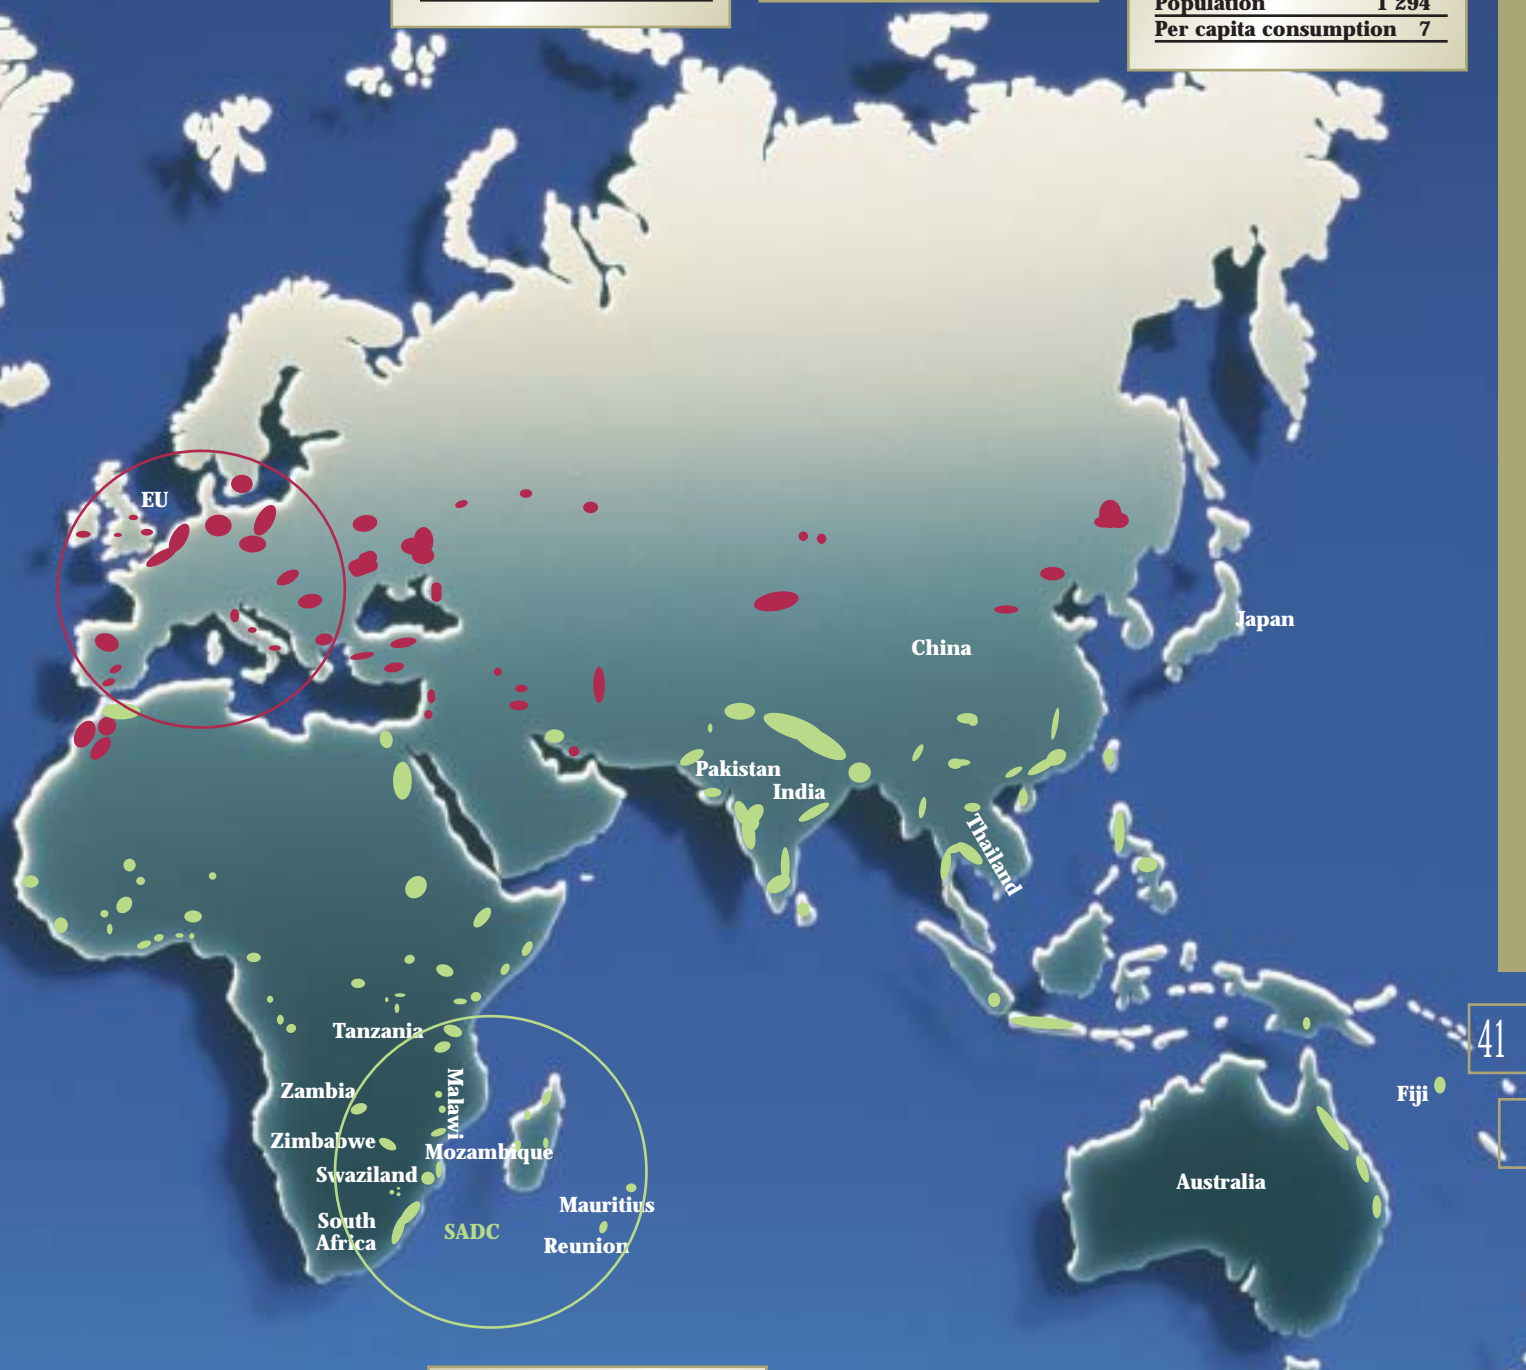 Population 1 294
Per capita consumption 7
EU
Japan
China
Pakistan
India
Thailand
41
Tanzania
Malawi
Zambia
Fiji
Zimbabwe
Mozambique
Swaziland
Australia
Mauritius
South
Africa
SADC
Reunion